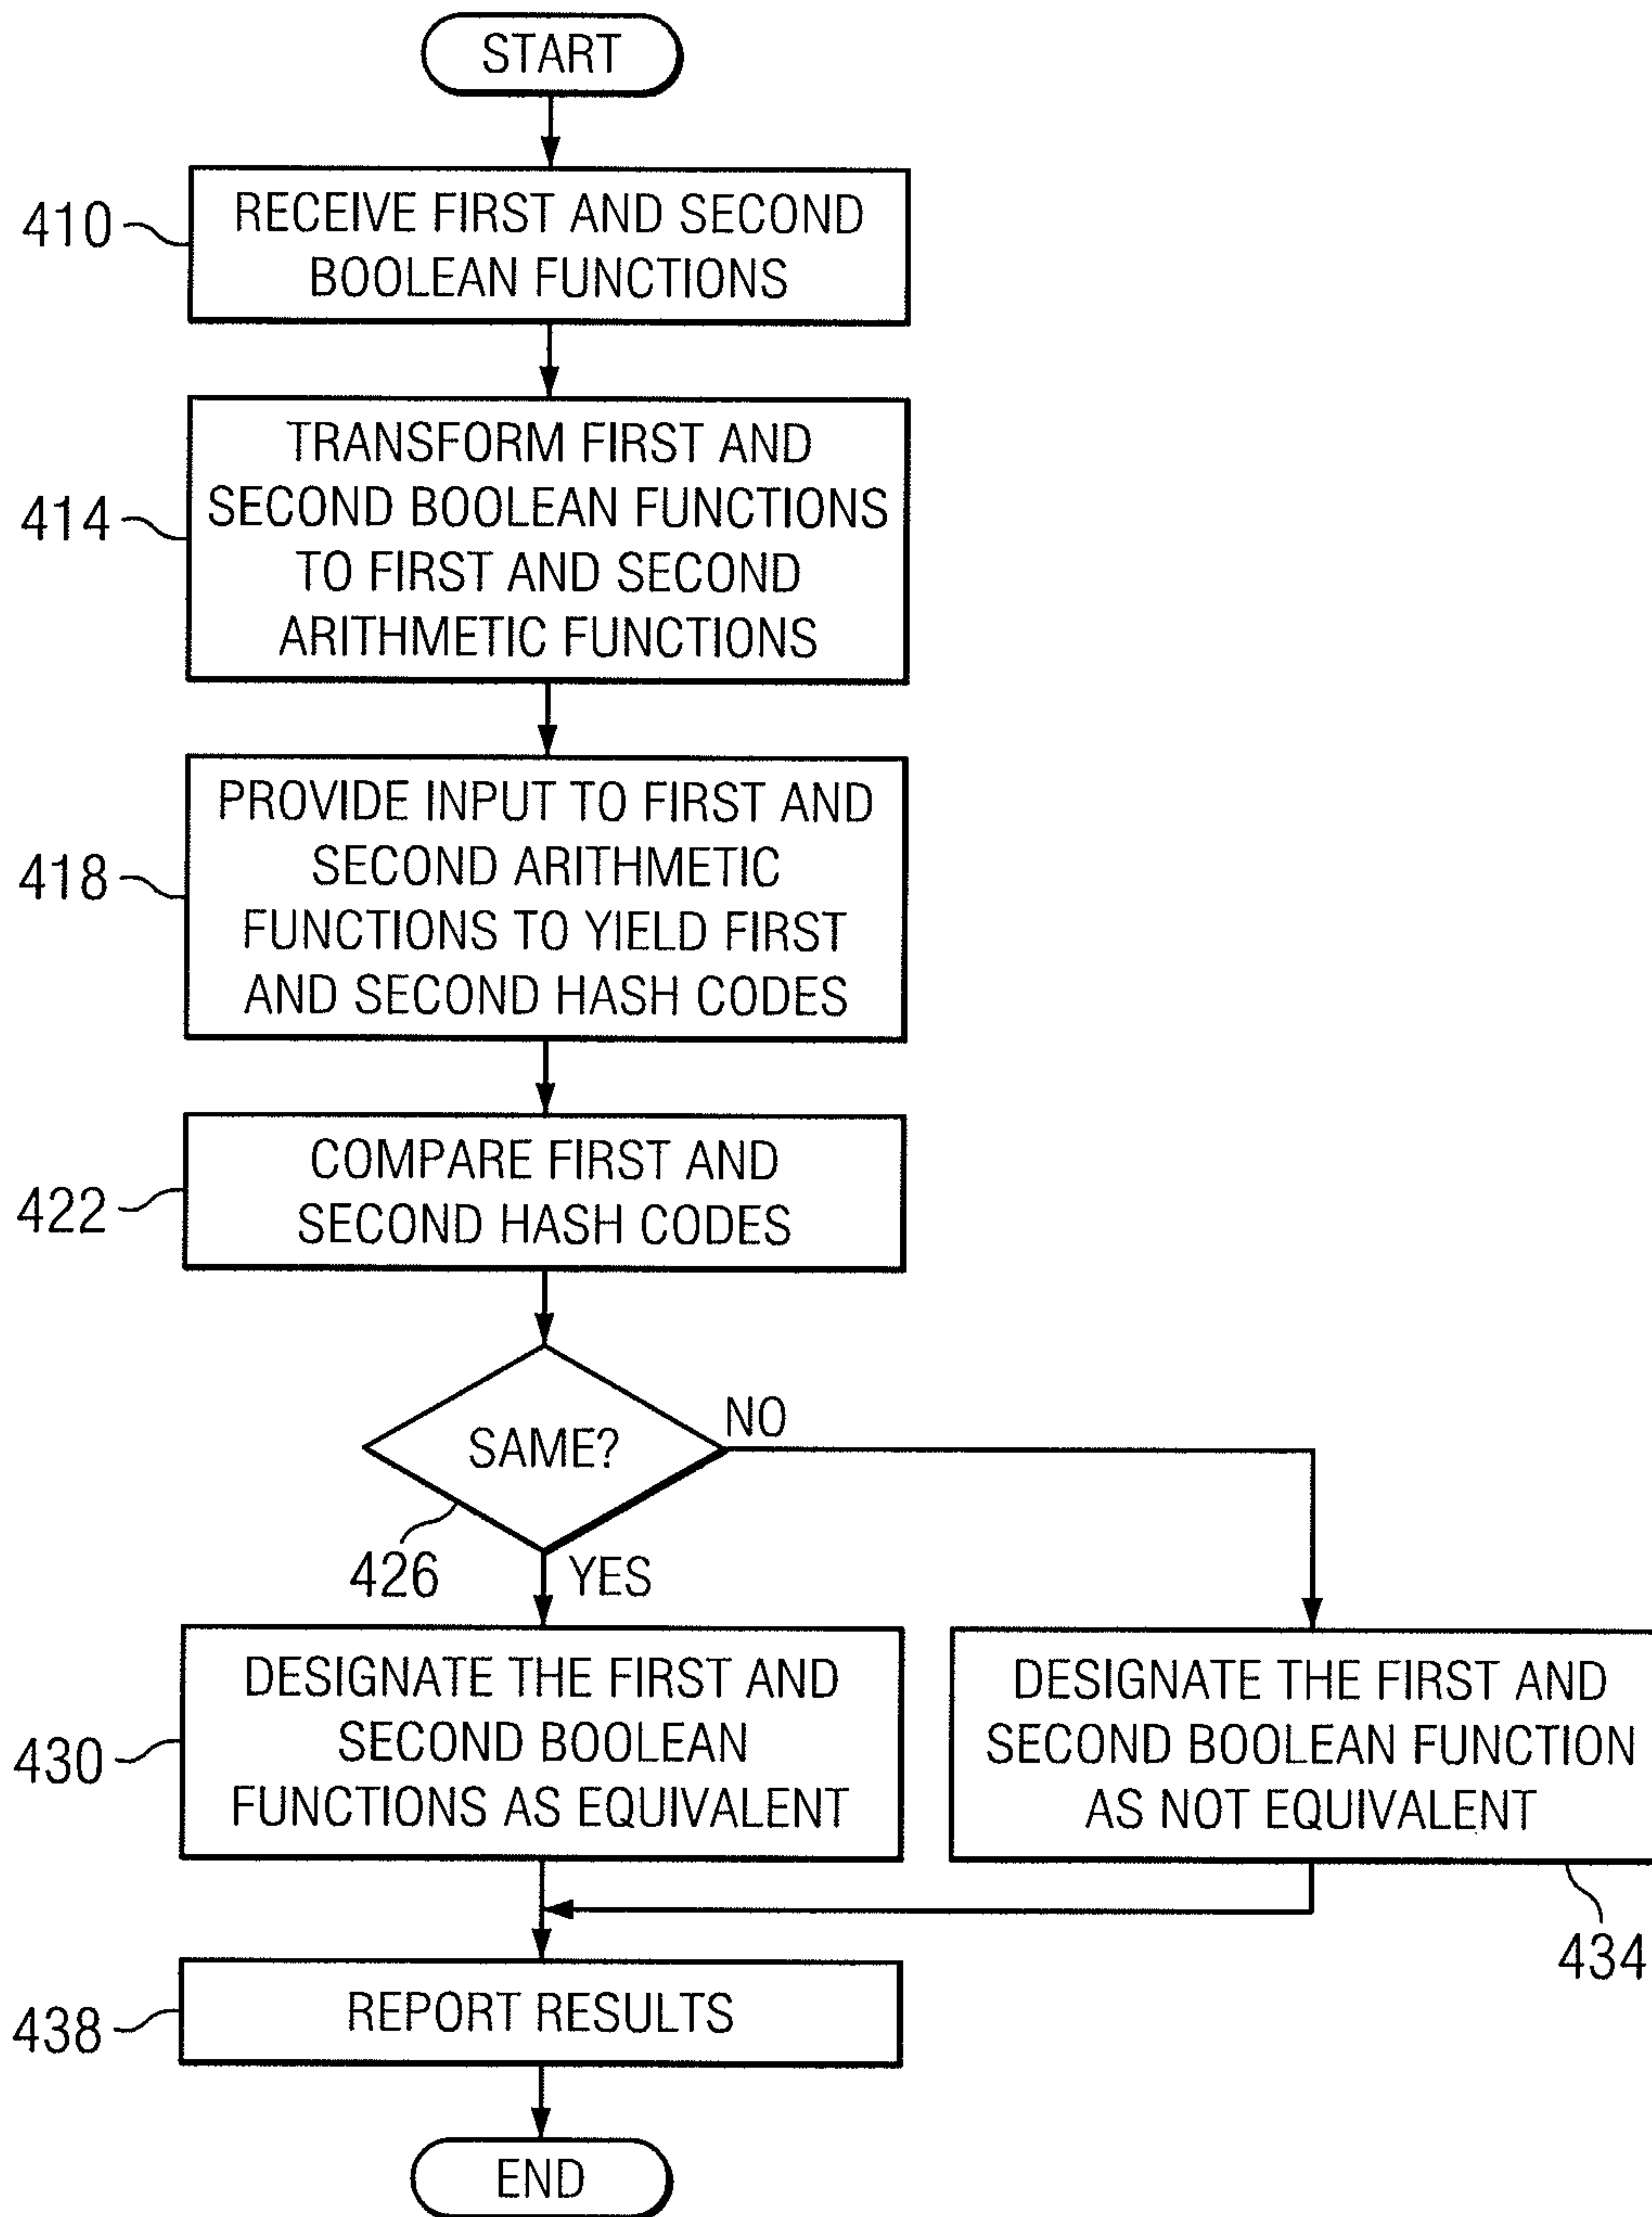 START
410
RECEIVE FIRST AND SECOND
BOOLEAN FUNCTIONS
414
TRANSFORM FIRST AND
SECOND BOOLEAN FUNCTIONS
TO FIRST AND SECOND
ARITHMETIC FUNCTIONS
418
PROVIDE INPUT TO FIRST AND
SECOND ARITHMETIC
FUNCTIONS TO YIELD FIRST
AND SECOND HASH CODES
422
COMPARE FIRST AND
SECOND HASH CODES
SAME?
NO
426
YES
430
DESIGNATE THE FIRST AND
SECOND BOOLEAN
FUNCTIONS AS EQUIVALENT
DESIGNATE THE FIRST AND
SECOND BOOLEAN FUNCTION
AS NOT EQUIVALENT
434
438
REPORT RESULTS
END